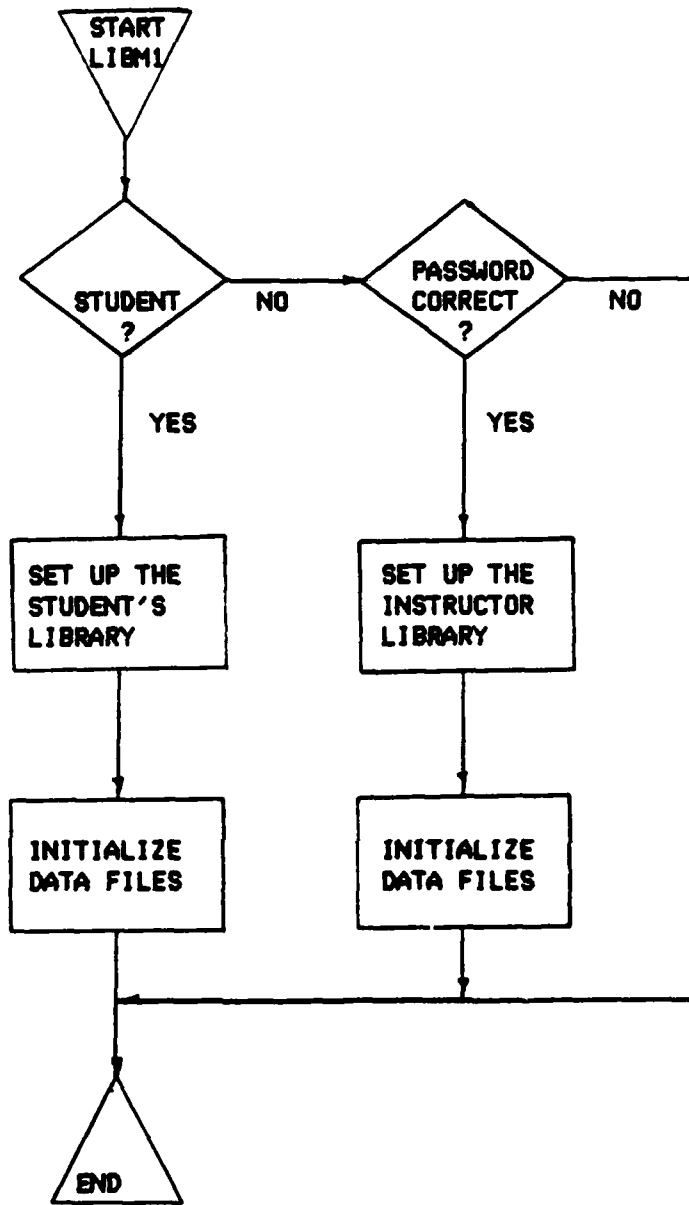 START
LIBM1
STUDENT
?
NO
PASSWORD
CORRECT
?
NO
YES
YES
SET UP THE
STUDENT'S
LIBRARY
SET UP THE
INSTRUCTOR
LIBRARY
INITIALIZE
DATA FILES
INITIALIZE
DATA FILES
END